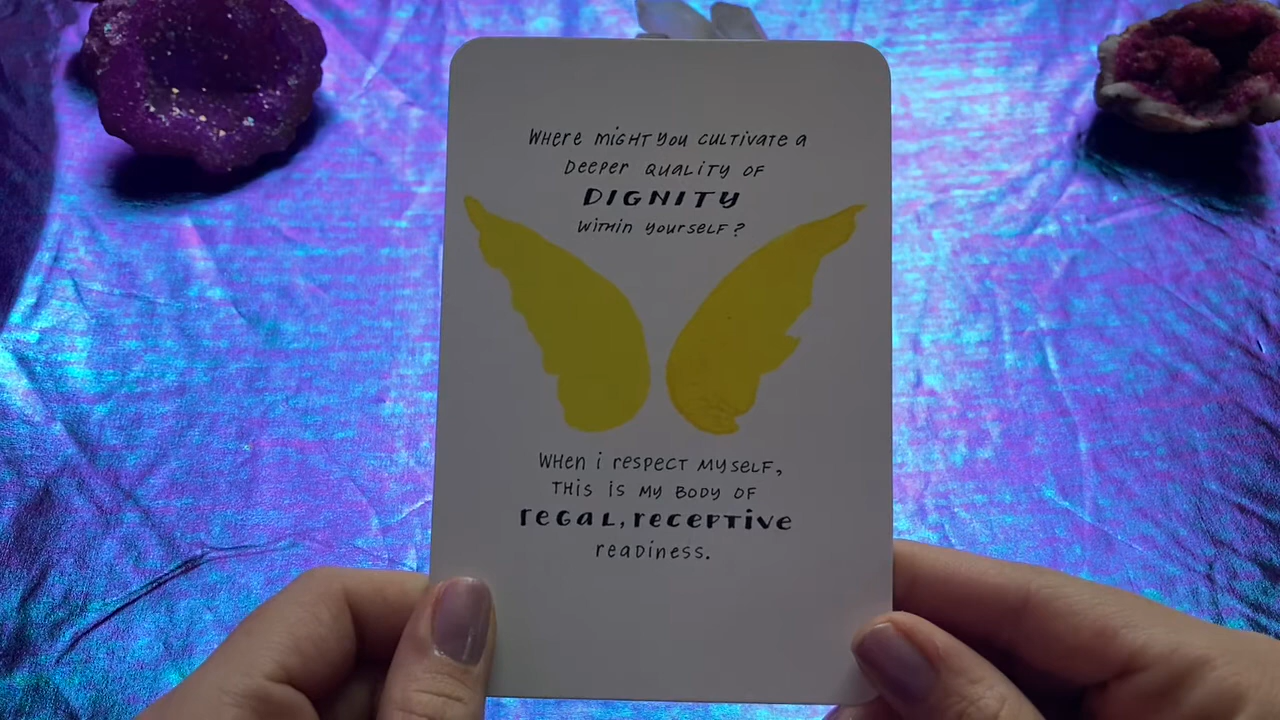 Where might you cultivate a
deeper quality of
DIGNITY
within yourself?
When i respect myself,
this is my body of
regal, receptive
readiness.